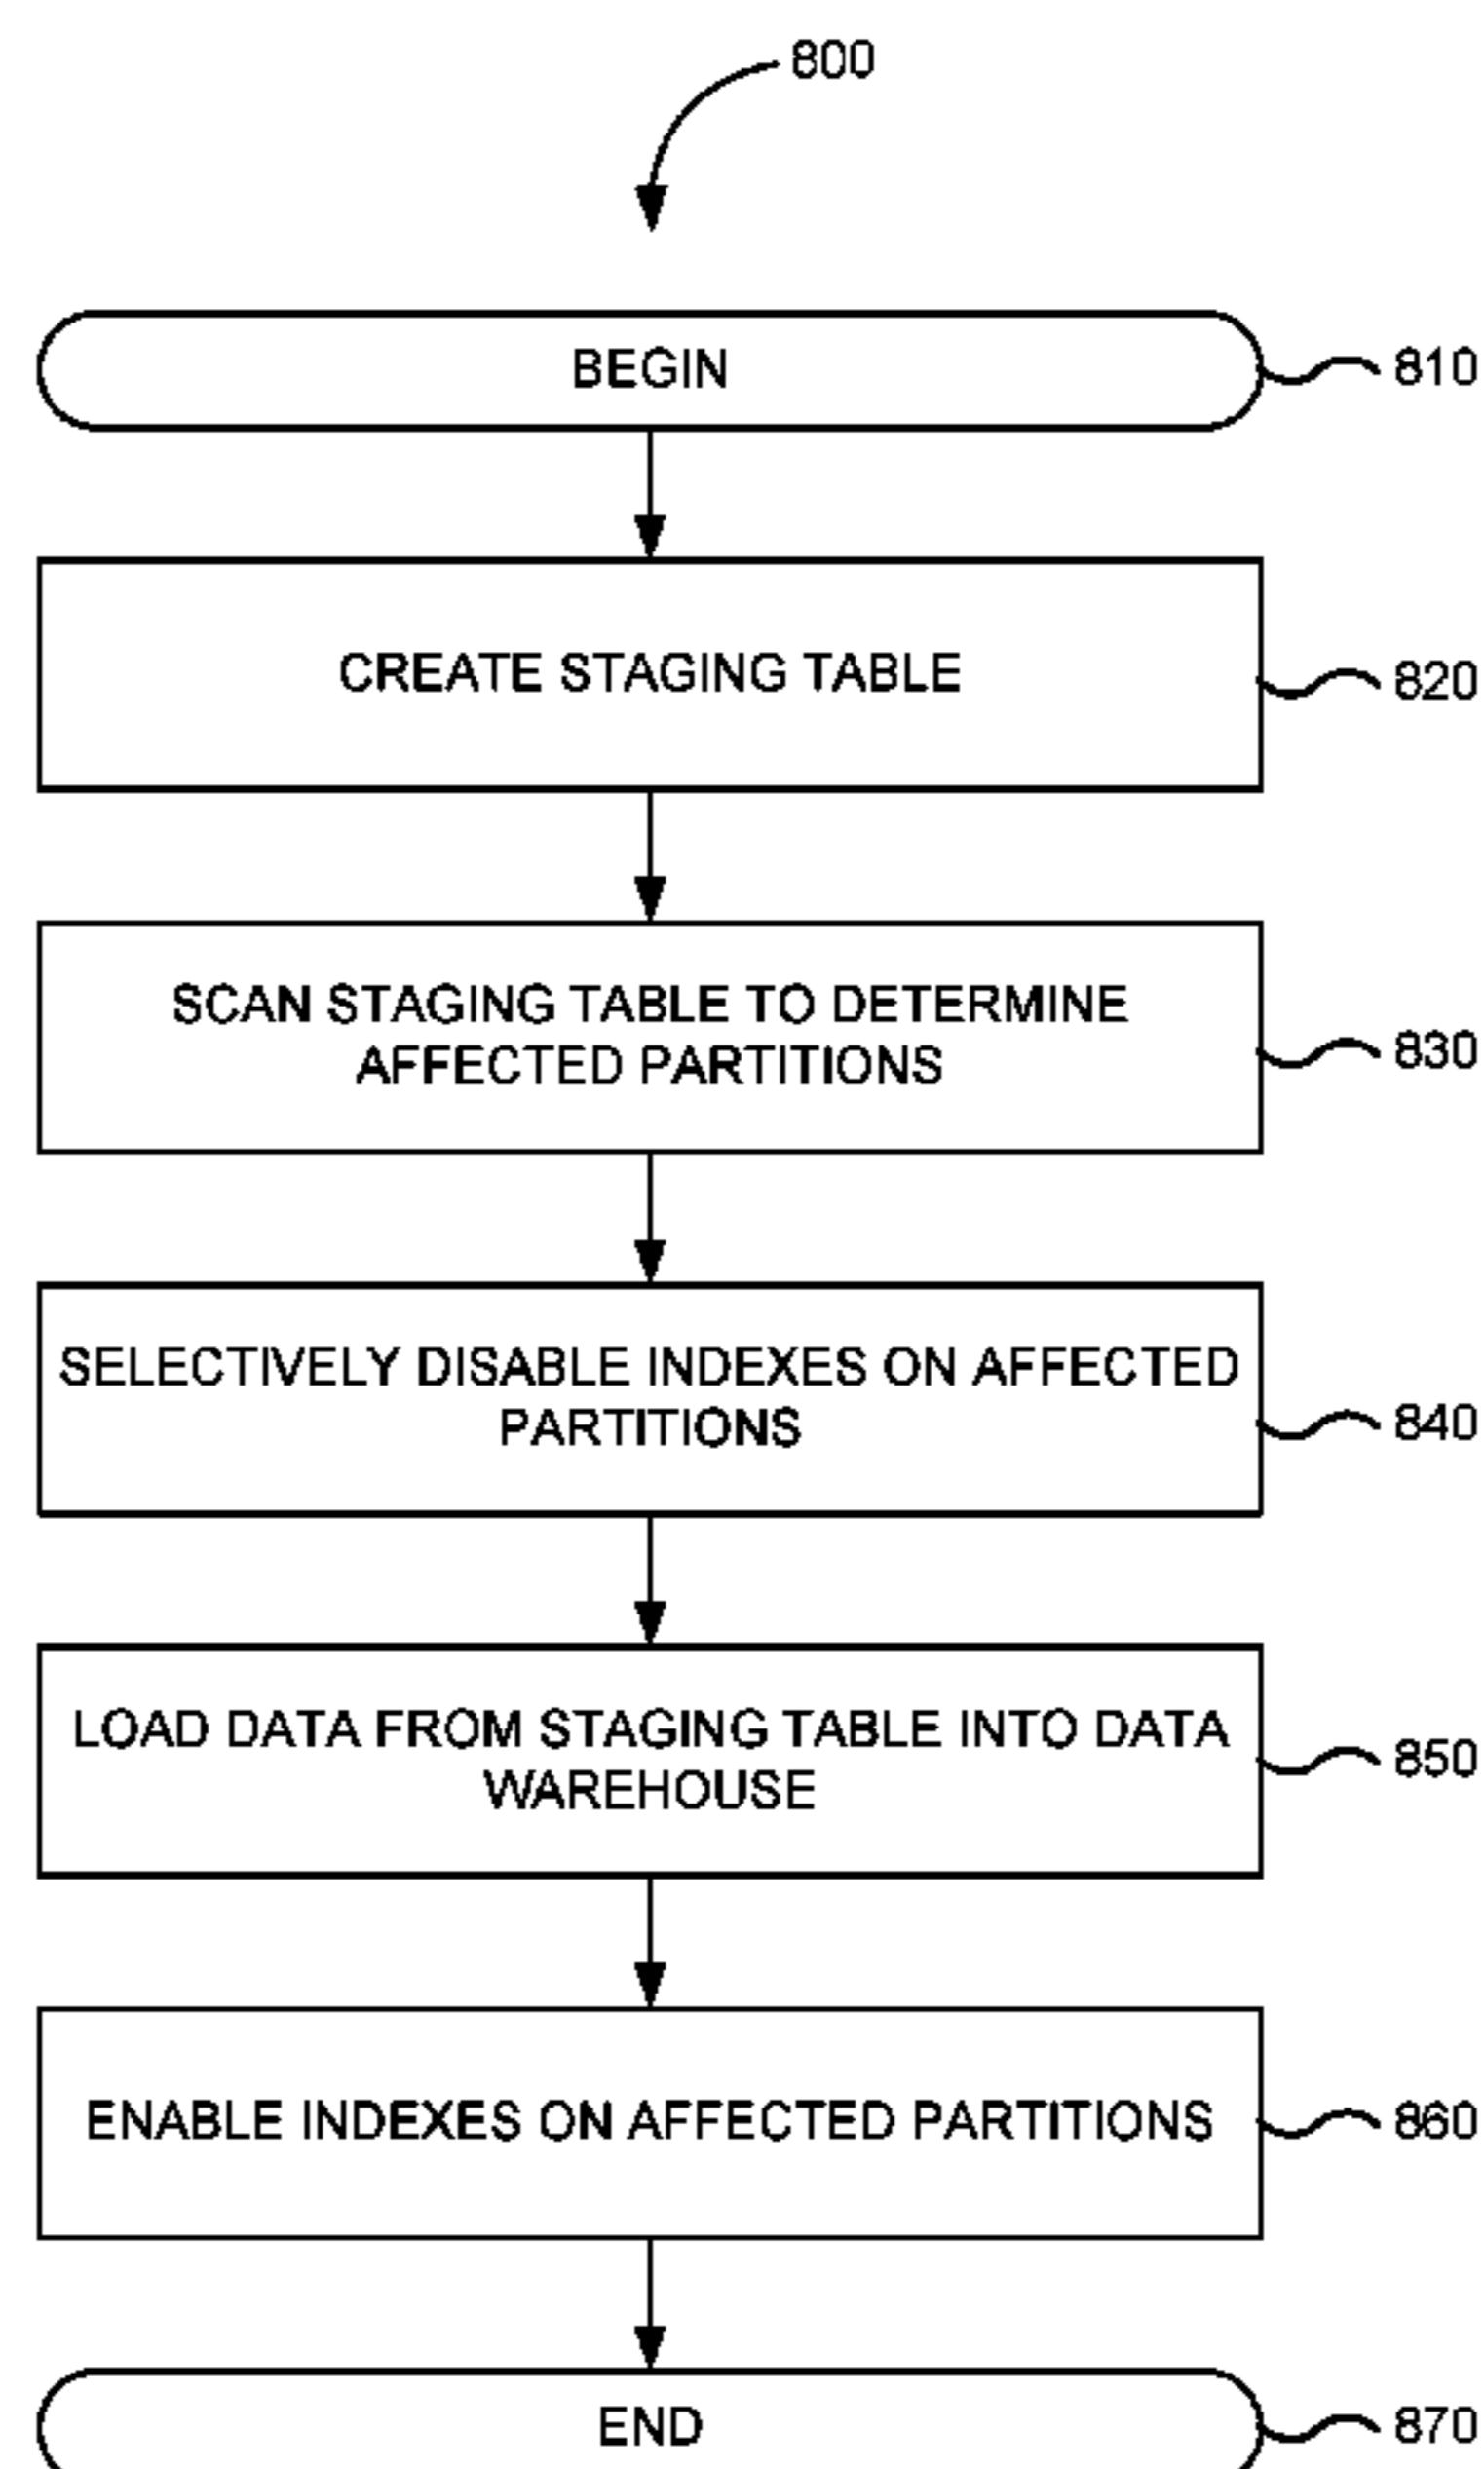 800
BEGIN
810
CREATE STAGING TABLE
820
SCAN STAGING TABLE TO DETERMINE
AFFECTED PARTITIONS
830
SELECTIVELY DISABLE INDEXES ON AFFECTED
PARTITIONS
840
LOAD DATA FROM STAGING TABLE INTO DATA
WAREHOUSE
850
ENABLE INDEXES ON AFFECTED PARTITIONS
860
END
870